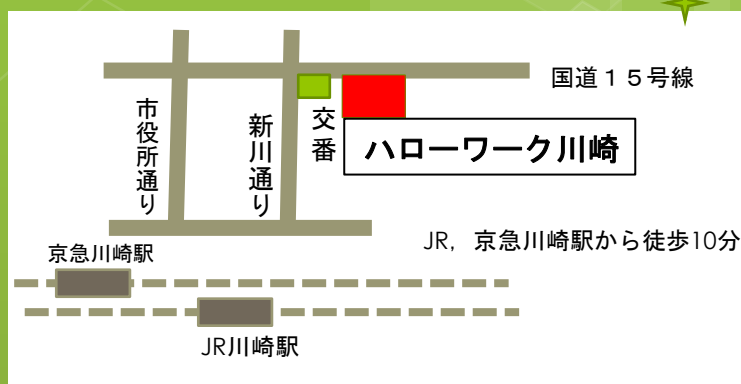 国道１５号線
市役所通り
新川通り
交番
ハローワーク川崎
JR，京急川崎駅から徒歩10分
京急川崎駅
JR川崎駅